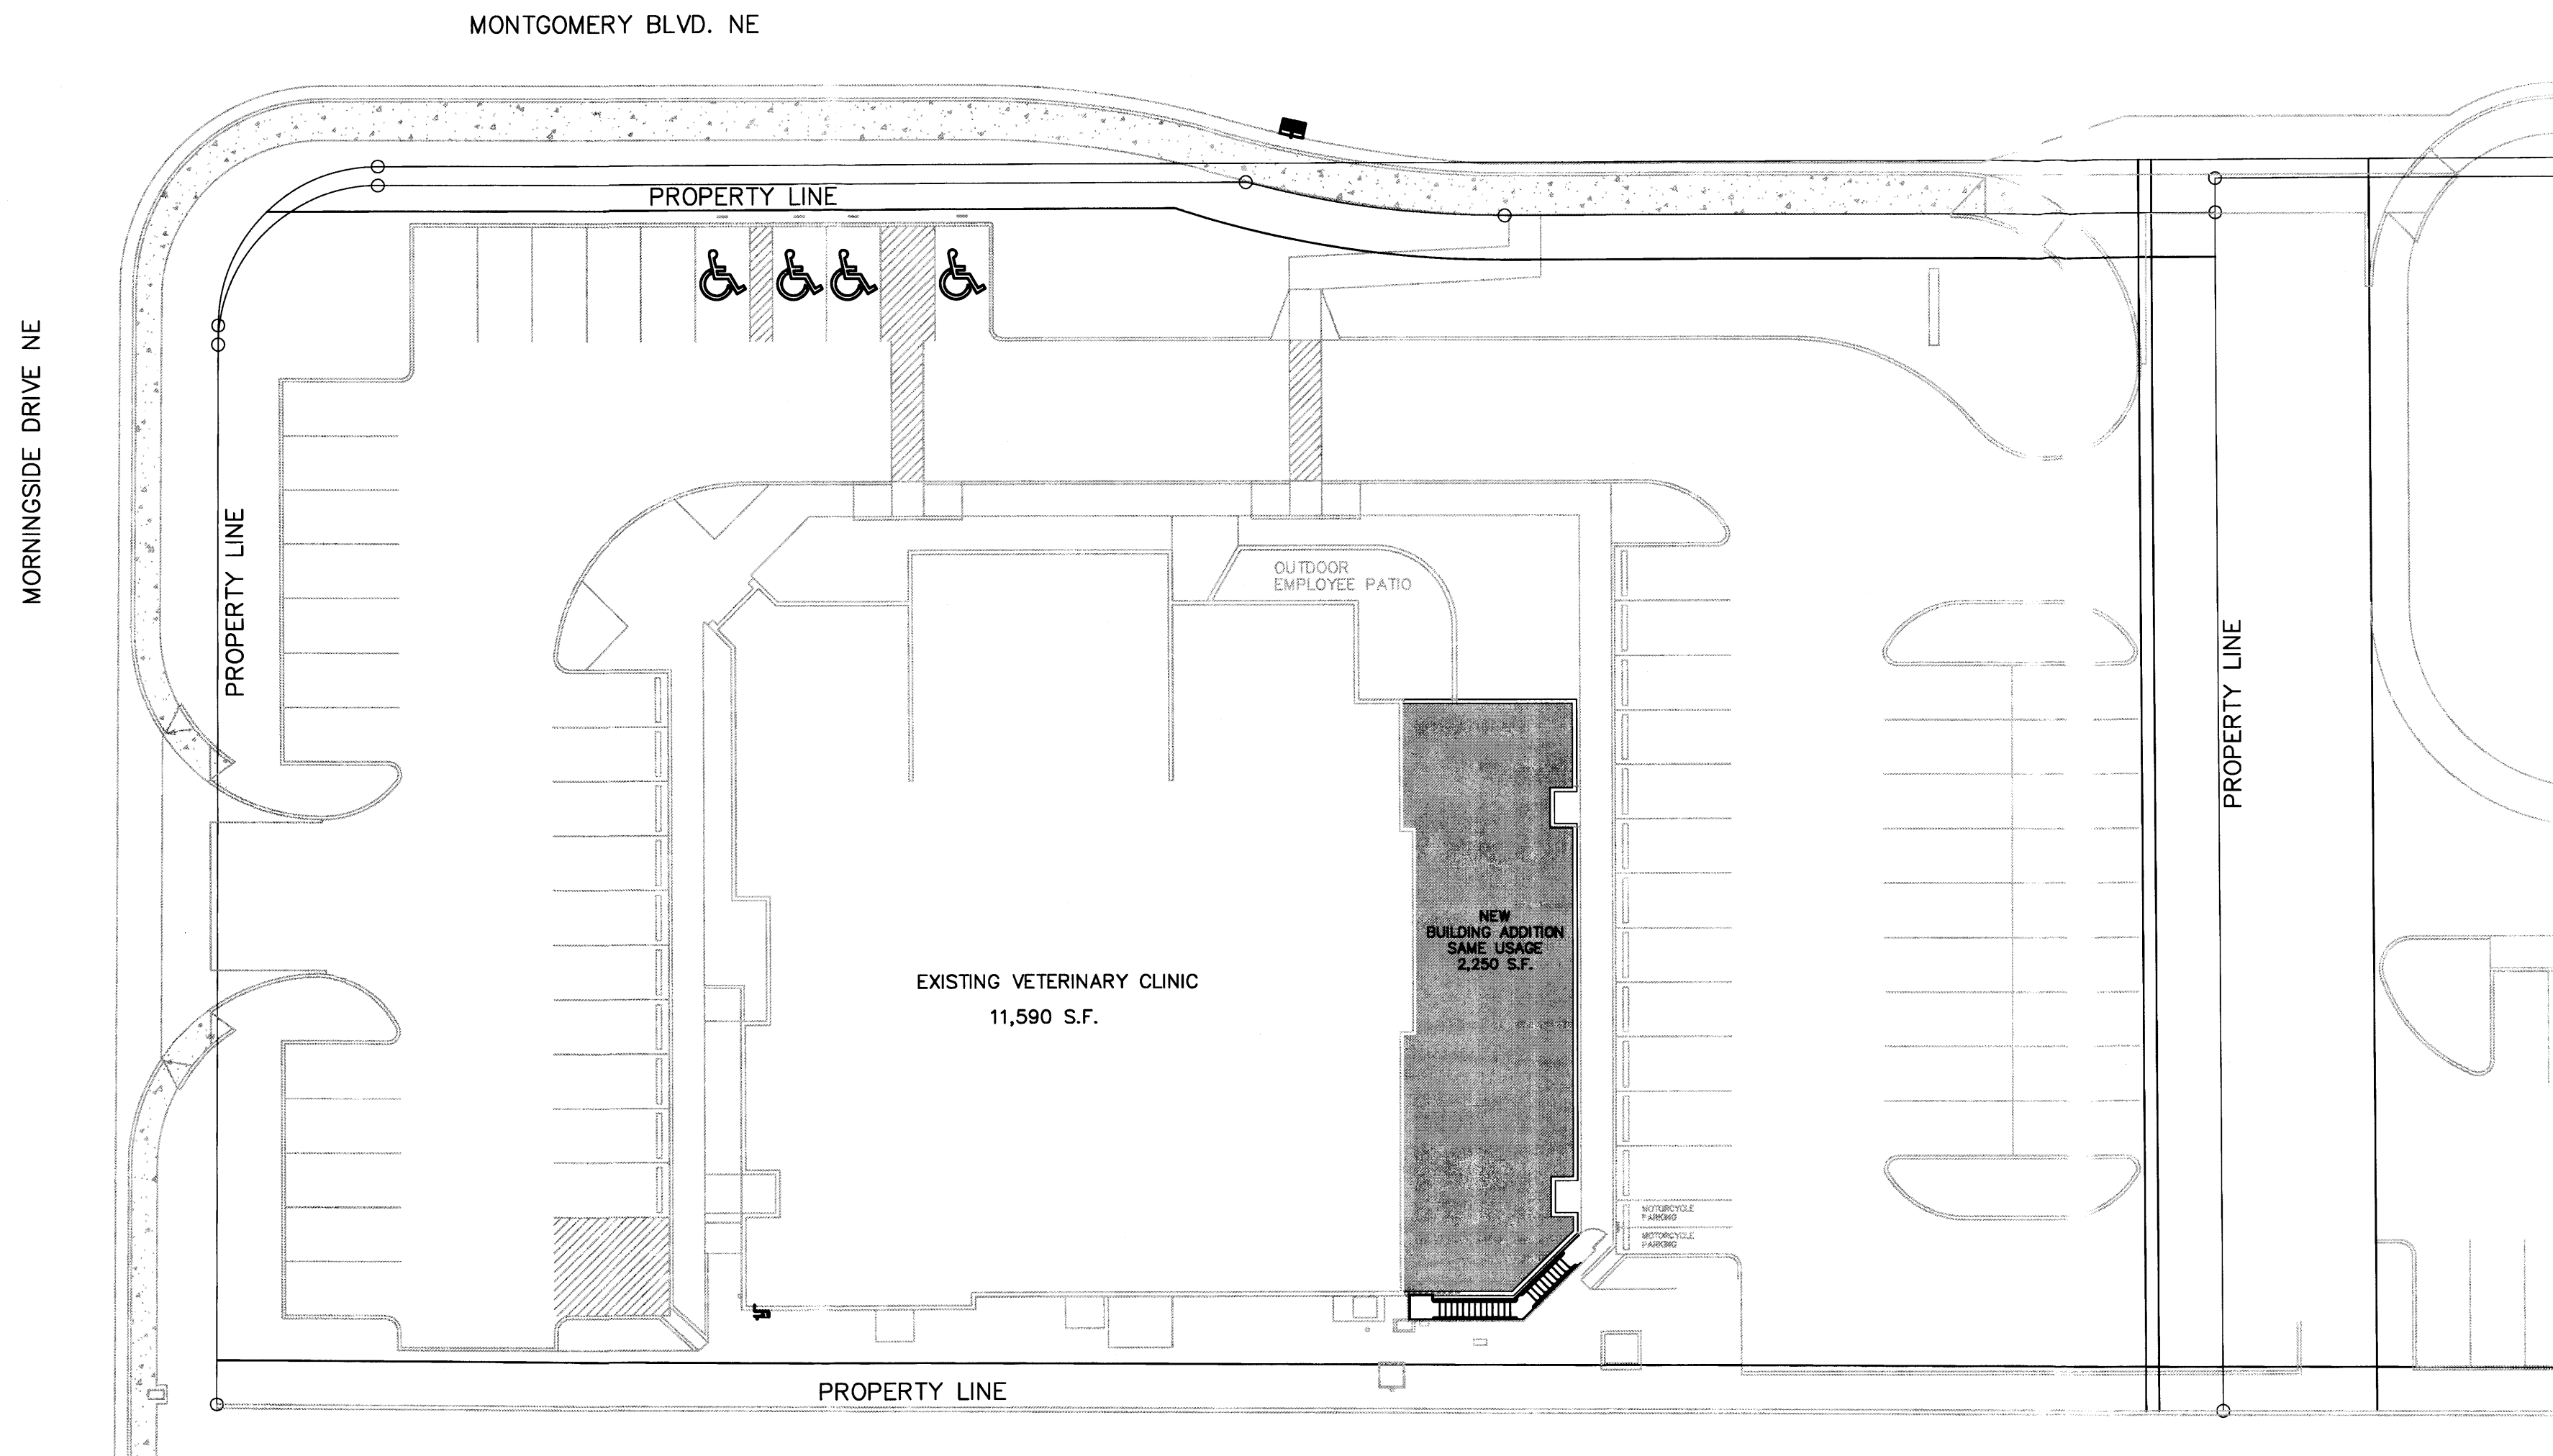 MONTGOMERY BLVD. NE
MORNINGSIDE DRIVE NE
PROPERTY LINE
PROPERTY LINE
OUTDOOR
EMPLOYEE PATIO
PROPERTY LINE
NEW
BUILDING ADDITION
SAME USAGE
2,250 S.F.
EXISTING VETERINARY CLINIC
11,590 S.F.
MOTORCYCLE
PARKING
MOTORCYCLE
PARKING
PROPERTY LINE